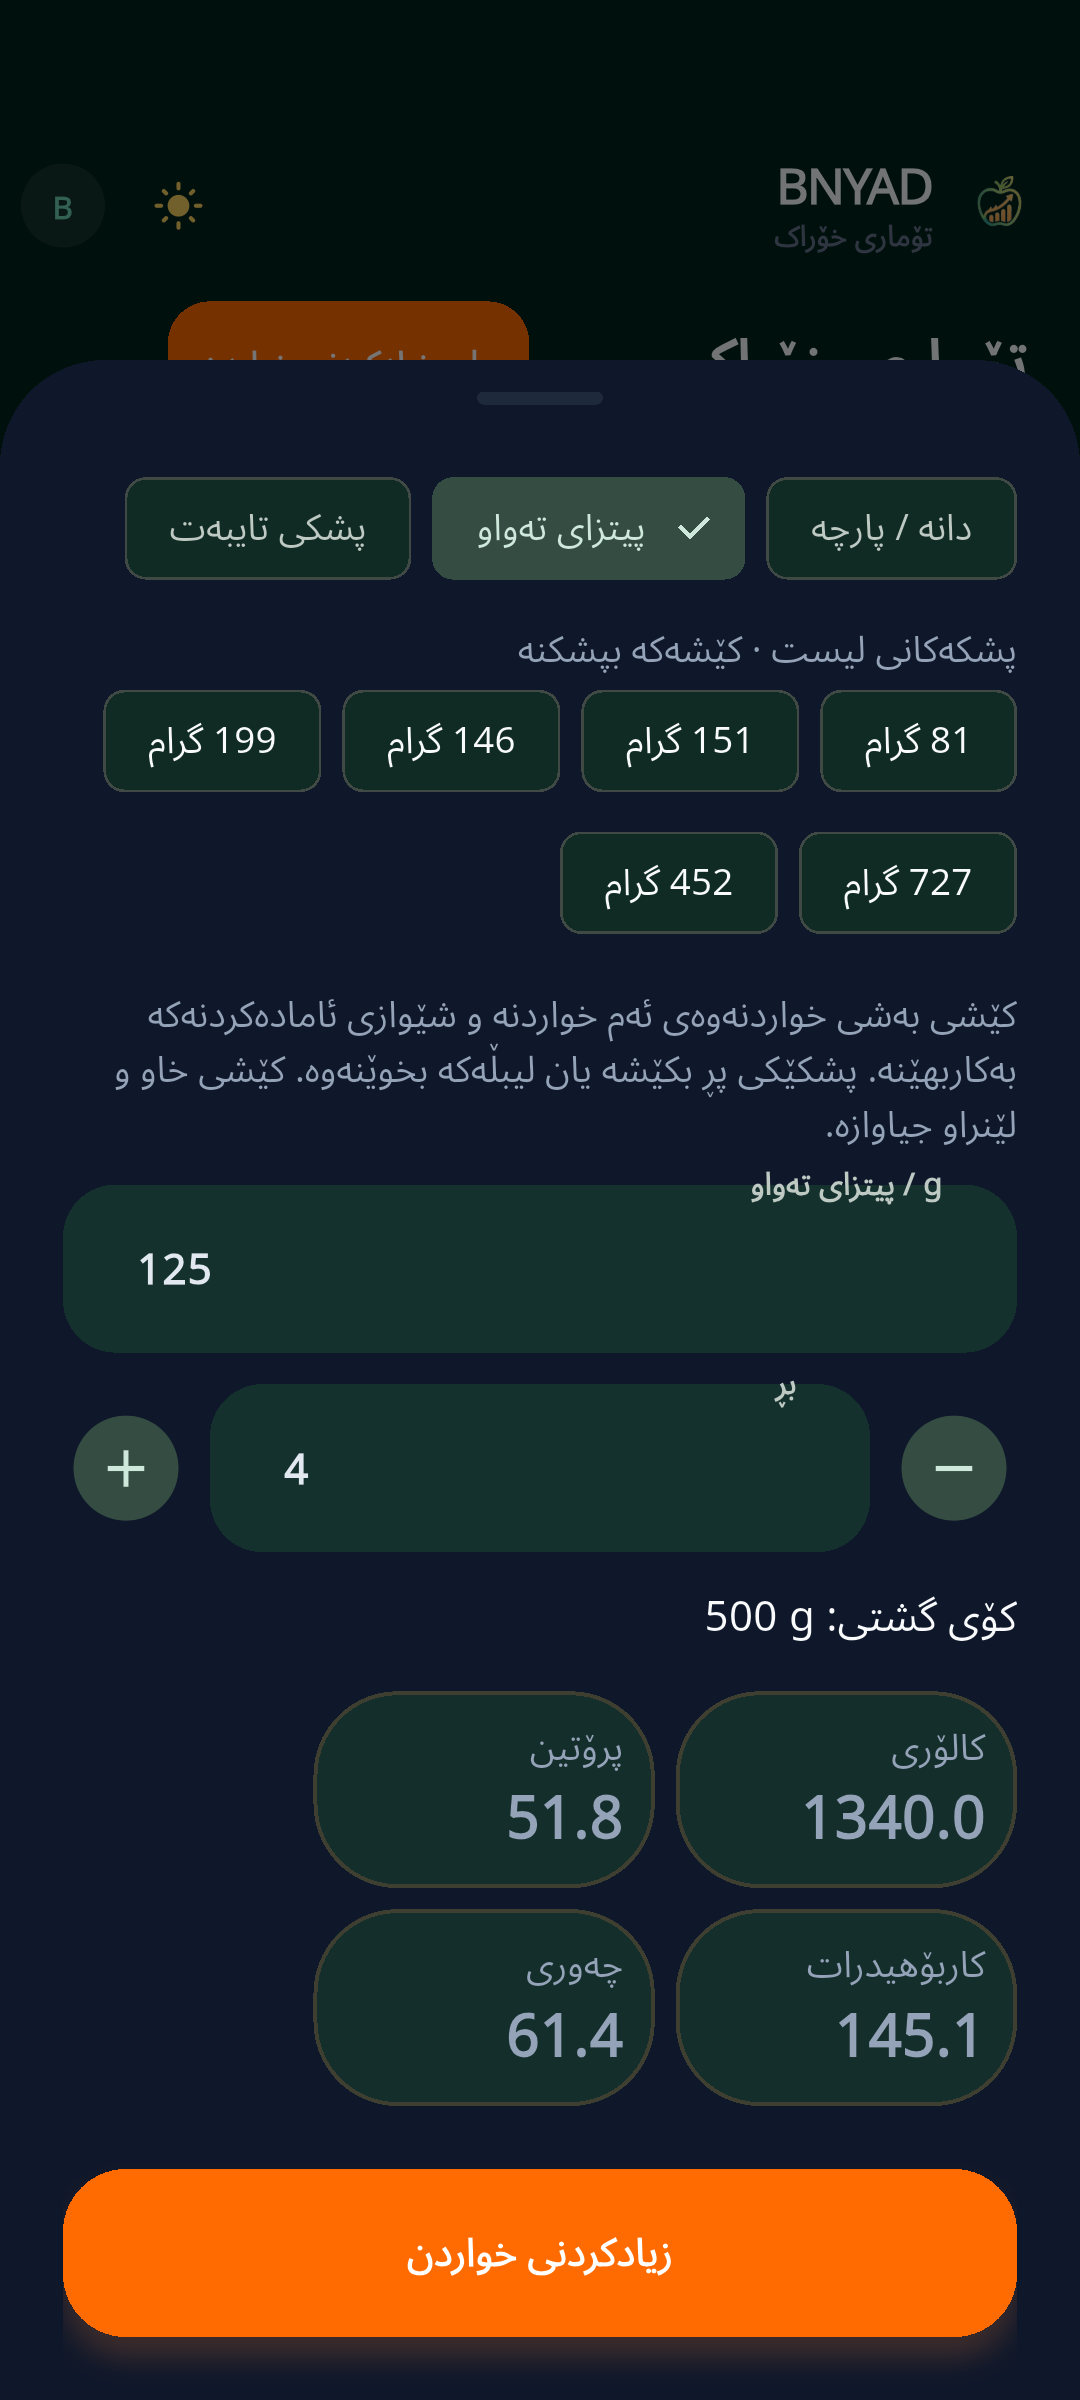 BNYAD
تۆماری خۆراک
B
دانە / پارچە
پیتزای تەواو
پشکی تایبەت
پشکەکانی لیست · کێشەکە بپشکنە
81 گرام
151 گرام
146 گرام
199 گرام
727 گرام
452 گرام
کێشی بەشی خواردنەوەی ئەم خواردنە و شێوازی ئامادەکردنەکە
بەکاربهێنە. پشکێکی پڕ بکێشە یان لیبڵەکە بخوێنەوە. کێشی خاو و
لێنراو جیاوازە.
g / پیتزای تەواو
125
بڕ
4
کۆی گشتی: 500 g
کالۆری
1340.0
پرۆتین
51.8
کاربۆهیدرات
145.1
چەوری
61.4
زیادکردنی خواردن